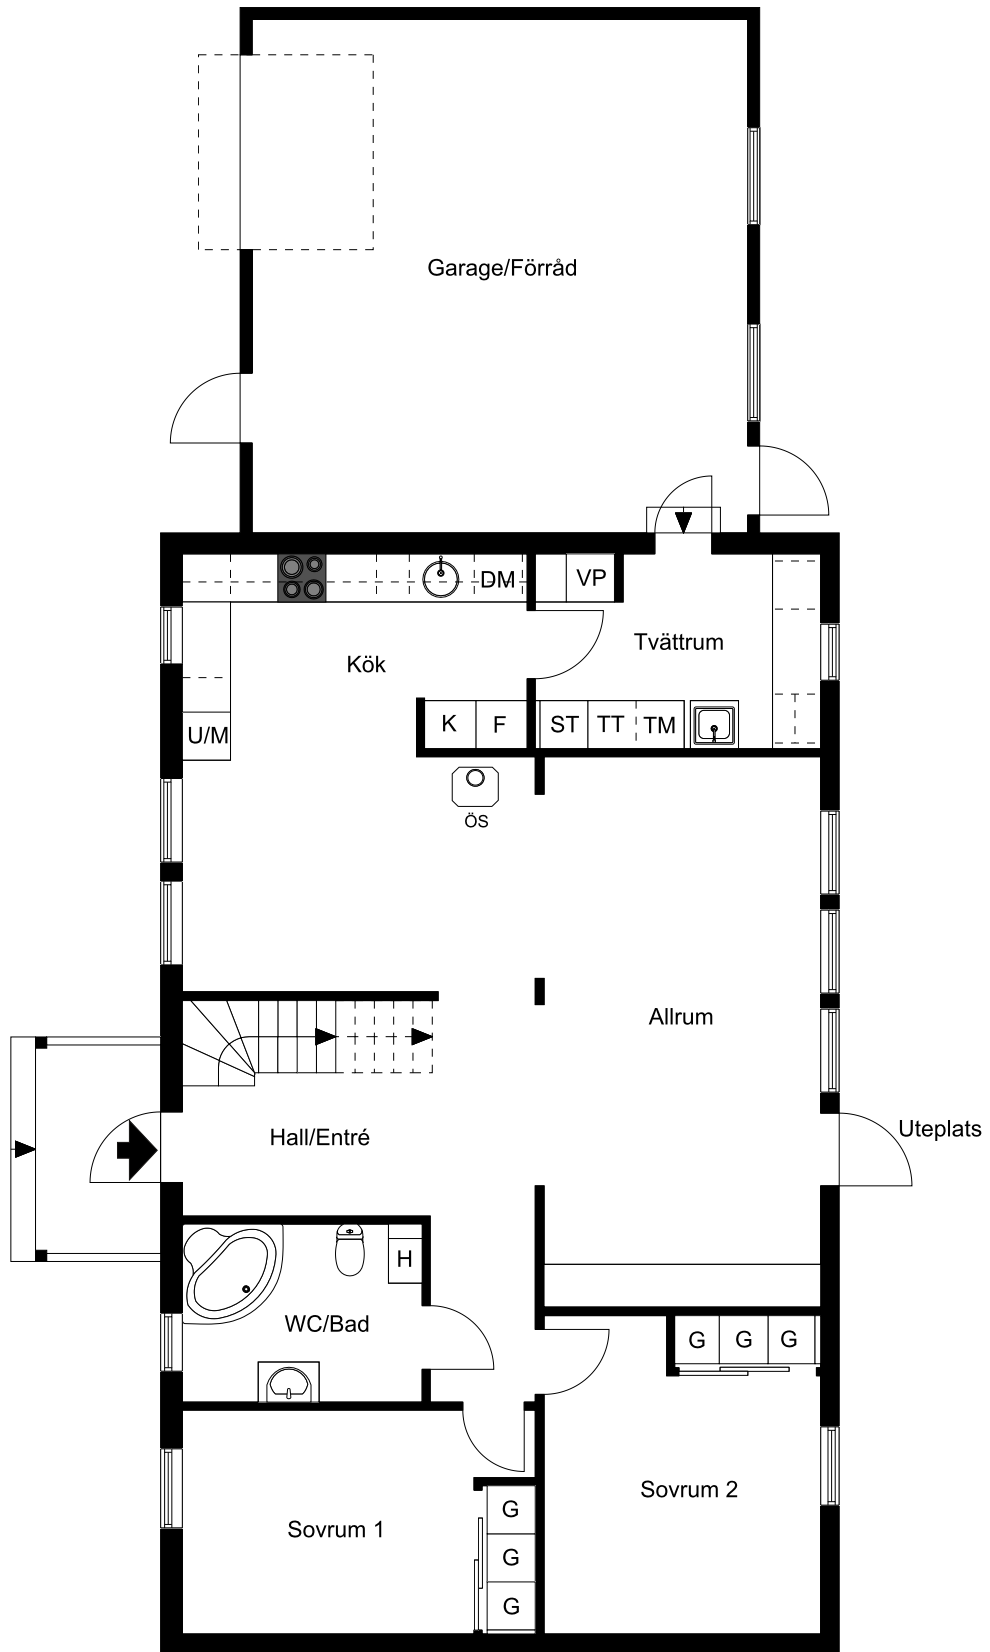 Garage/Förråd
DM
VP
Kök
Tvättrum
U/M
K
F
ST
TT
TM
ÖS
Allrum
Hall/Entré
Uteplats
H
WC/Bad
G
G
G
Sovrum 2
Sovrum 1
G
G
G